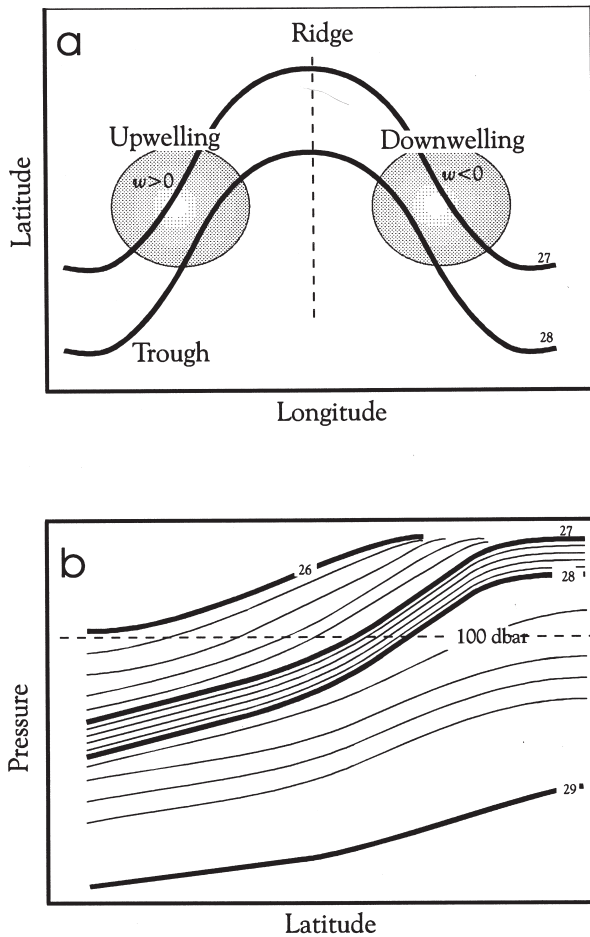 a
Ridge
Upwelling
Downwelling
w>0
w<0
27
28
Trough
Latitude
Longitude
b
27
26
28
100 dbar
29
Pressure
Latitude